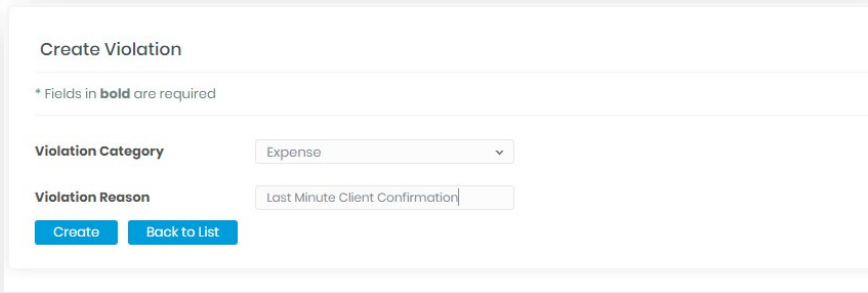 Create Violation
* Fields in bold are required
Violation Category Expense
Violation Reason Last Minute Client Confirmation
Create Back to List